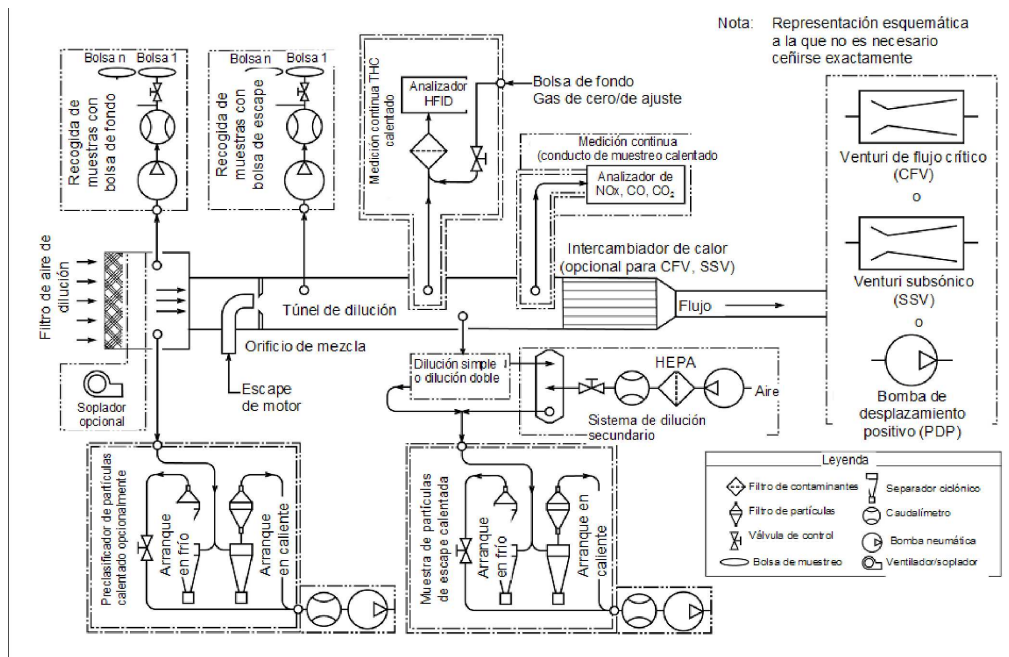 Nota: Representación esquemática
a la que no es necesario
ceñirse exactamente
Bolsa n Bolsa 1
Recogida de
muestras con
bolsa de fondo
Bolsa n Bolsa 1
Recogida de
muestras con
bolsa de escape
Medición continua THC
calentado
Analizador
HFID
Bolsa de fondo
Gas de cero/de ajuste
Medición continua
(conducto de muestreo calentado
Analizador de
NOx, CO, CO₂
Venturi de flujo crítico
(CFV)
o
Venturi subsónico
(SSV)
o
Bomba de
desplazamiento
positivo (PDP)
Filtro de aire de
dilución
Túnel de dilución
Intercambiador de calor
(opcional para CFV, SSV)
Flujo
Orificio de mezcla
Escape
de motor
Soplador
opcional
Dilución simple
o dilución doble
HEPA
Aire
Sistema de dilución
secundario
Preclasificador de partículas
calentado opcionalmente
Arranque
en frío
Arranque
en caliente
Muestra de partículas
de escape calentada
Arranque
en frío
Arranque en
caliente
Leyenda
Filtro de contaminantes
Separador ciclónico
Filtro de partículas
Caudalímetro
Válvula de control
Bomba neumática
Bolsa de muestreo
Ventilador/soplador